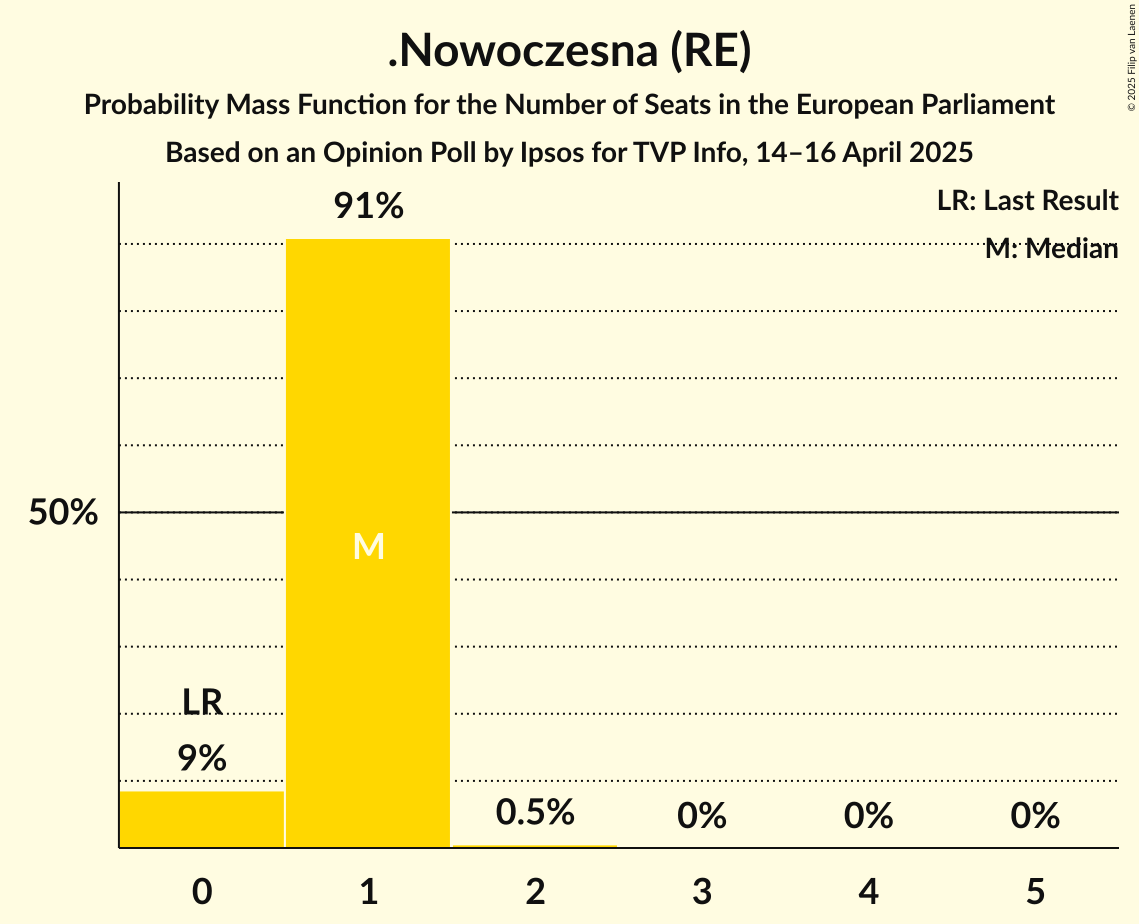 .Nowoczesna (RE)
Probability Mass Function for the Number of Seats in the European Parliament
Based on an Opinion Poll by Ipsos for TVP Info, 14–16 April 2025
© 2025 Filip van Laenen
LR: Last Result
M: Median
91%
50%
M
LR
9%
0.5%
0%
0%
0%
0
1
2
3
4
5